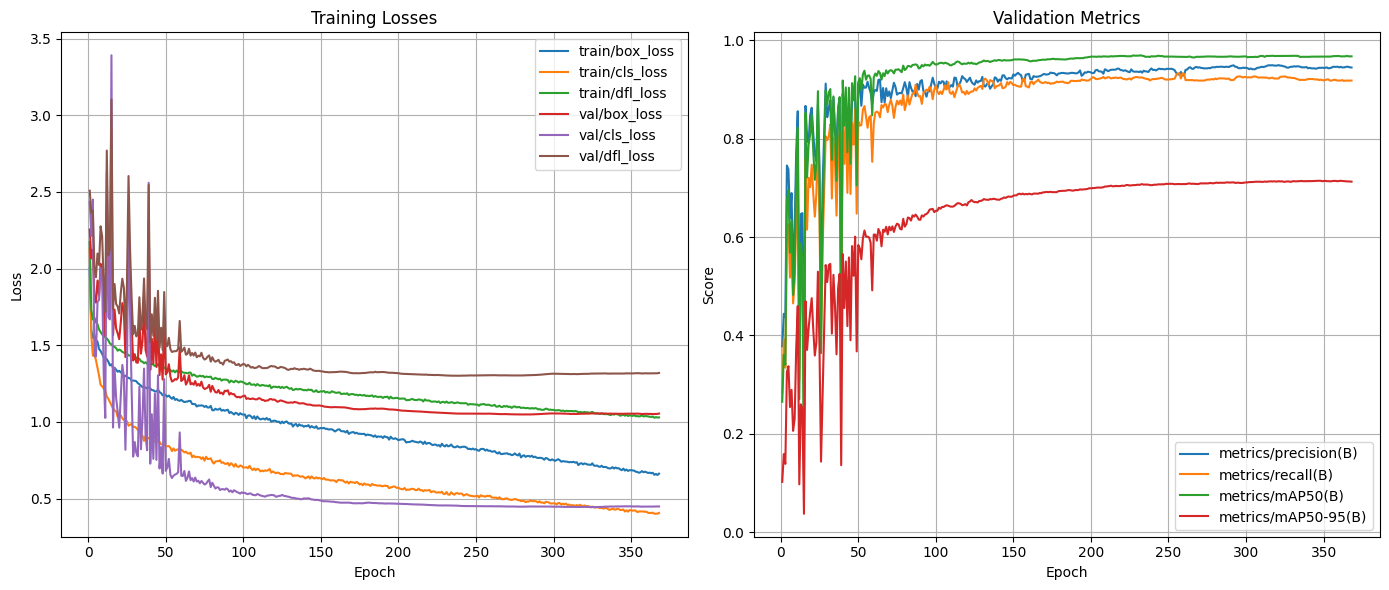 Training Losses
3.5
3.0
2.5
2.0
1.5
1.0
0.5
Loss
0 50 100 150 200 250 300 350
Epoch
train/box_loss
train/cls_loss
train/dfl_loss
val/box_loss
val/cls_loss
val/dfl_loss
Validation Metrics
1.0
0.8
0.6
0.4
0.2
0.0
Score
0 50 100 150 200 250 300 350
Epoch
metrics/precision(B)
metrics/recall(B)
metrics/mAP50(B)
metrics/mAP50-95(B)